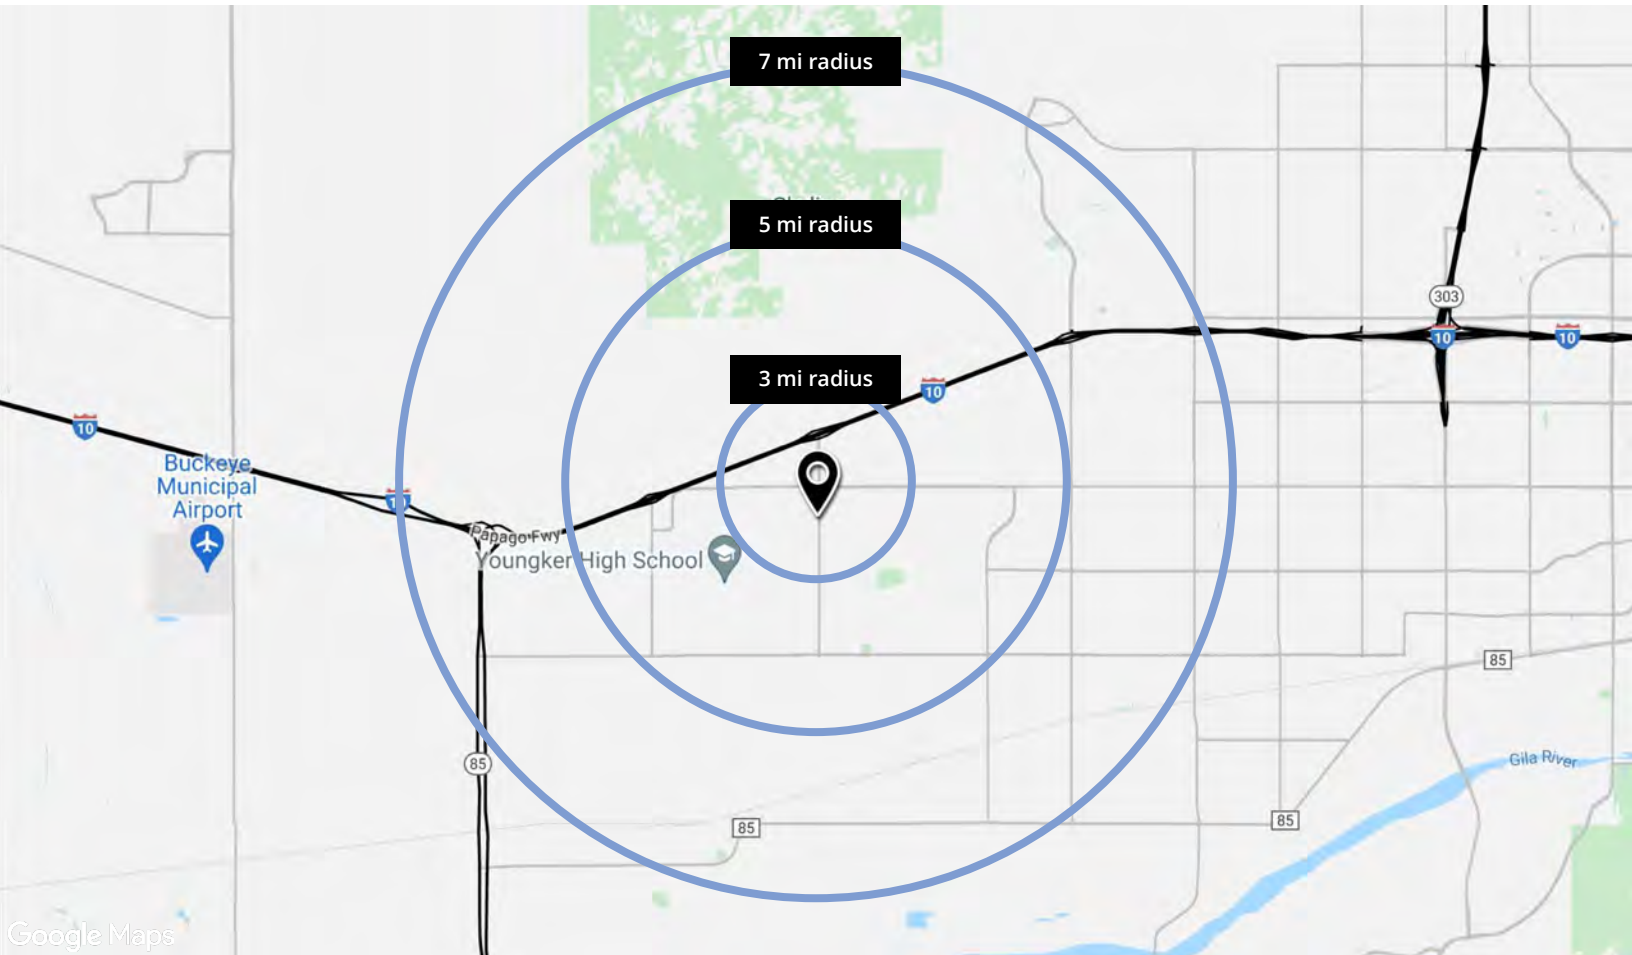 7 mi radius
5 mi radius
3 mi radius
303
10
10
10
10
Buckeye
Municipal
Airport
Papago Fwy
Youngker High School
85
85
Gila River
85
85
Google Maps